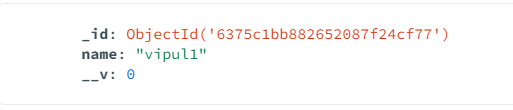 _id: ObjectId('6375c1bb882652087f24cf77')
name: "vipul1"
__v: 0